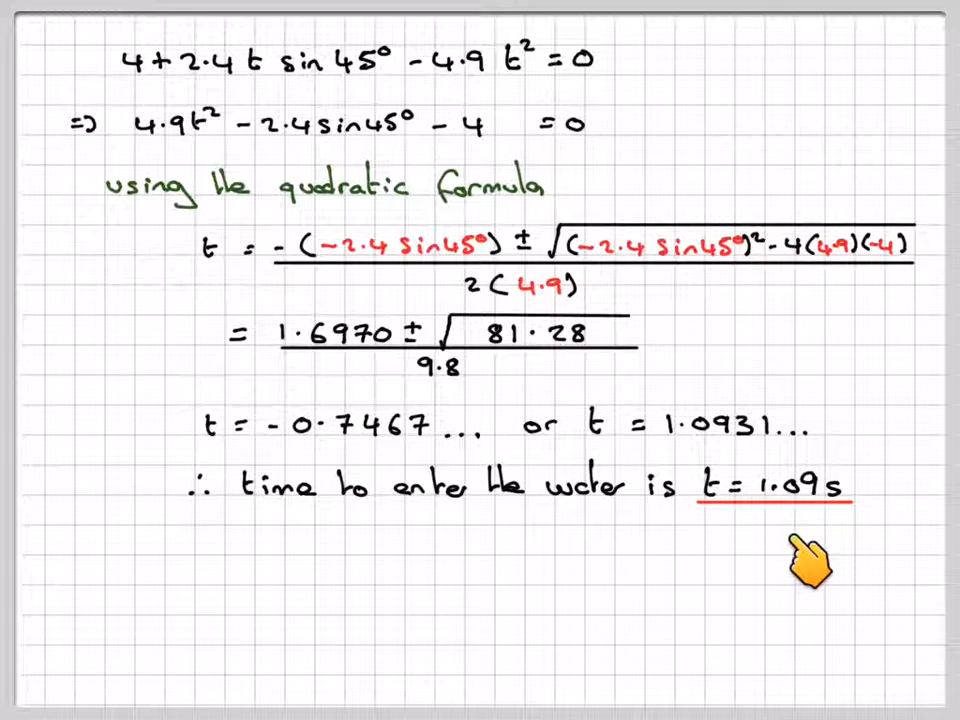 4 + 2.4 t sin 45° - 4.9 t² = 0
⇒ 4.9t² - 2.4 sin45° - 4 = 0
using the quadratic formula
t = -(-2.4 sin45°) ± √((-2.4 sin45°)² - 4(4.9)(-4))
2(4.9)
= 1.6970 ± √81.28
9.8
t = -0.7467... or t = 1.0931...
∴ time to enter the water is t = 1.09s